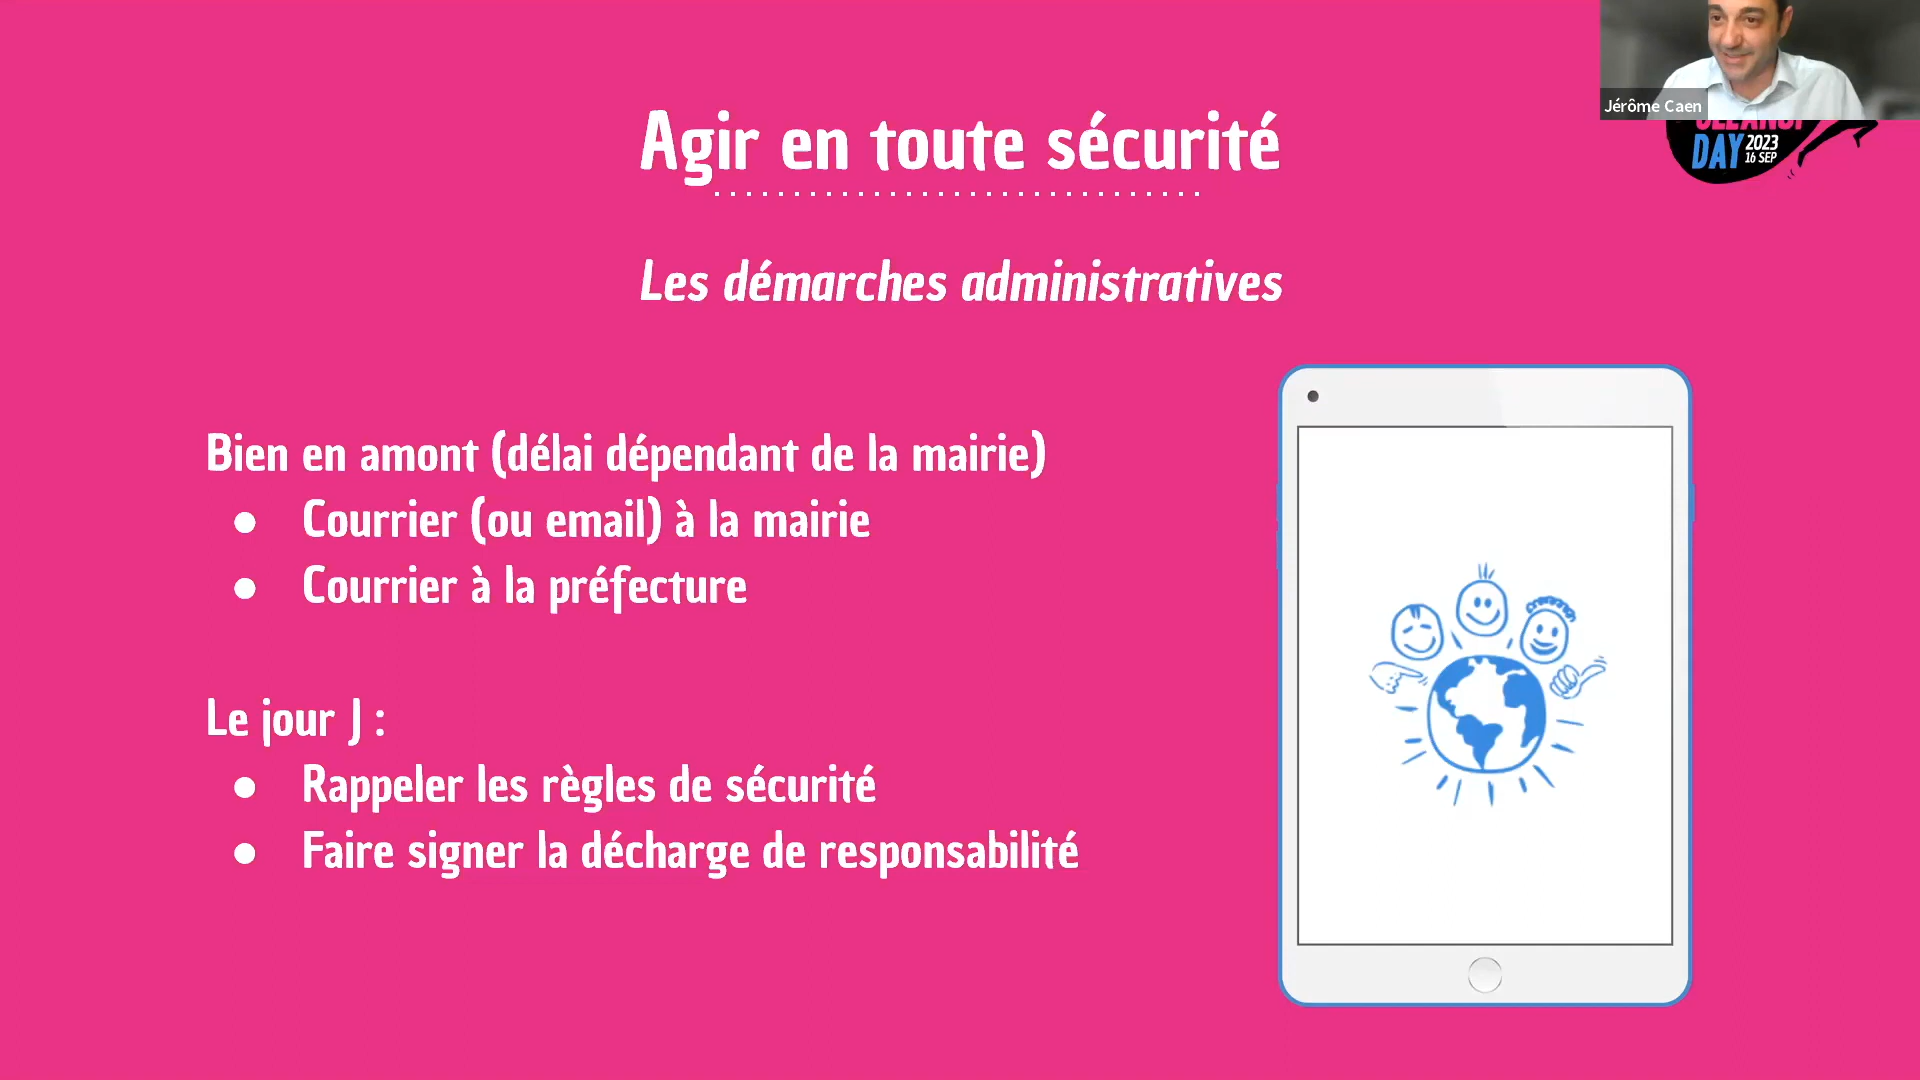 Jérôme Caen
DAY 2023
16 SEP
Agir en toute sécurité
Les démarches administratives
Bien en amont (délai dépendant de la mairie)
● Courrier (ou email) à la mairie
● Courrier à la préfecture
Le jour J :
● Rappeler les règles de sécurité
● Faire signer la décharge de responsabilité